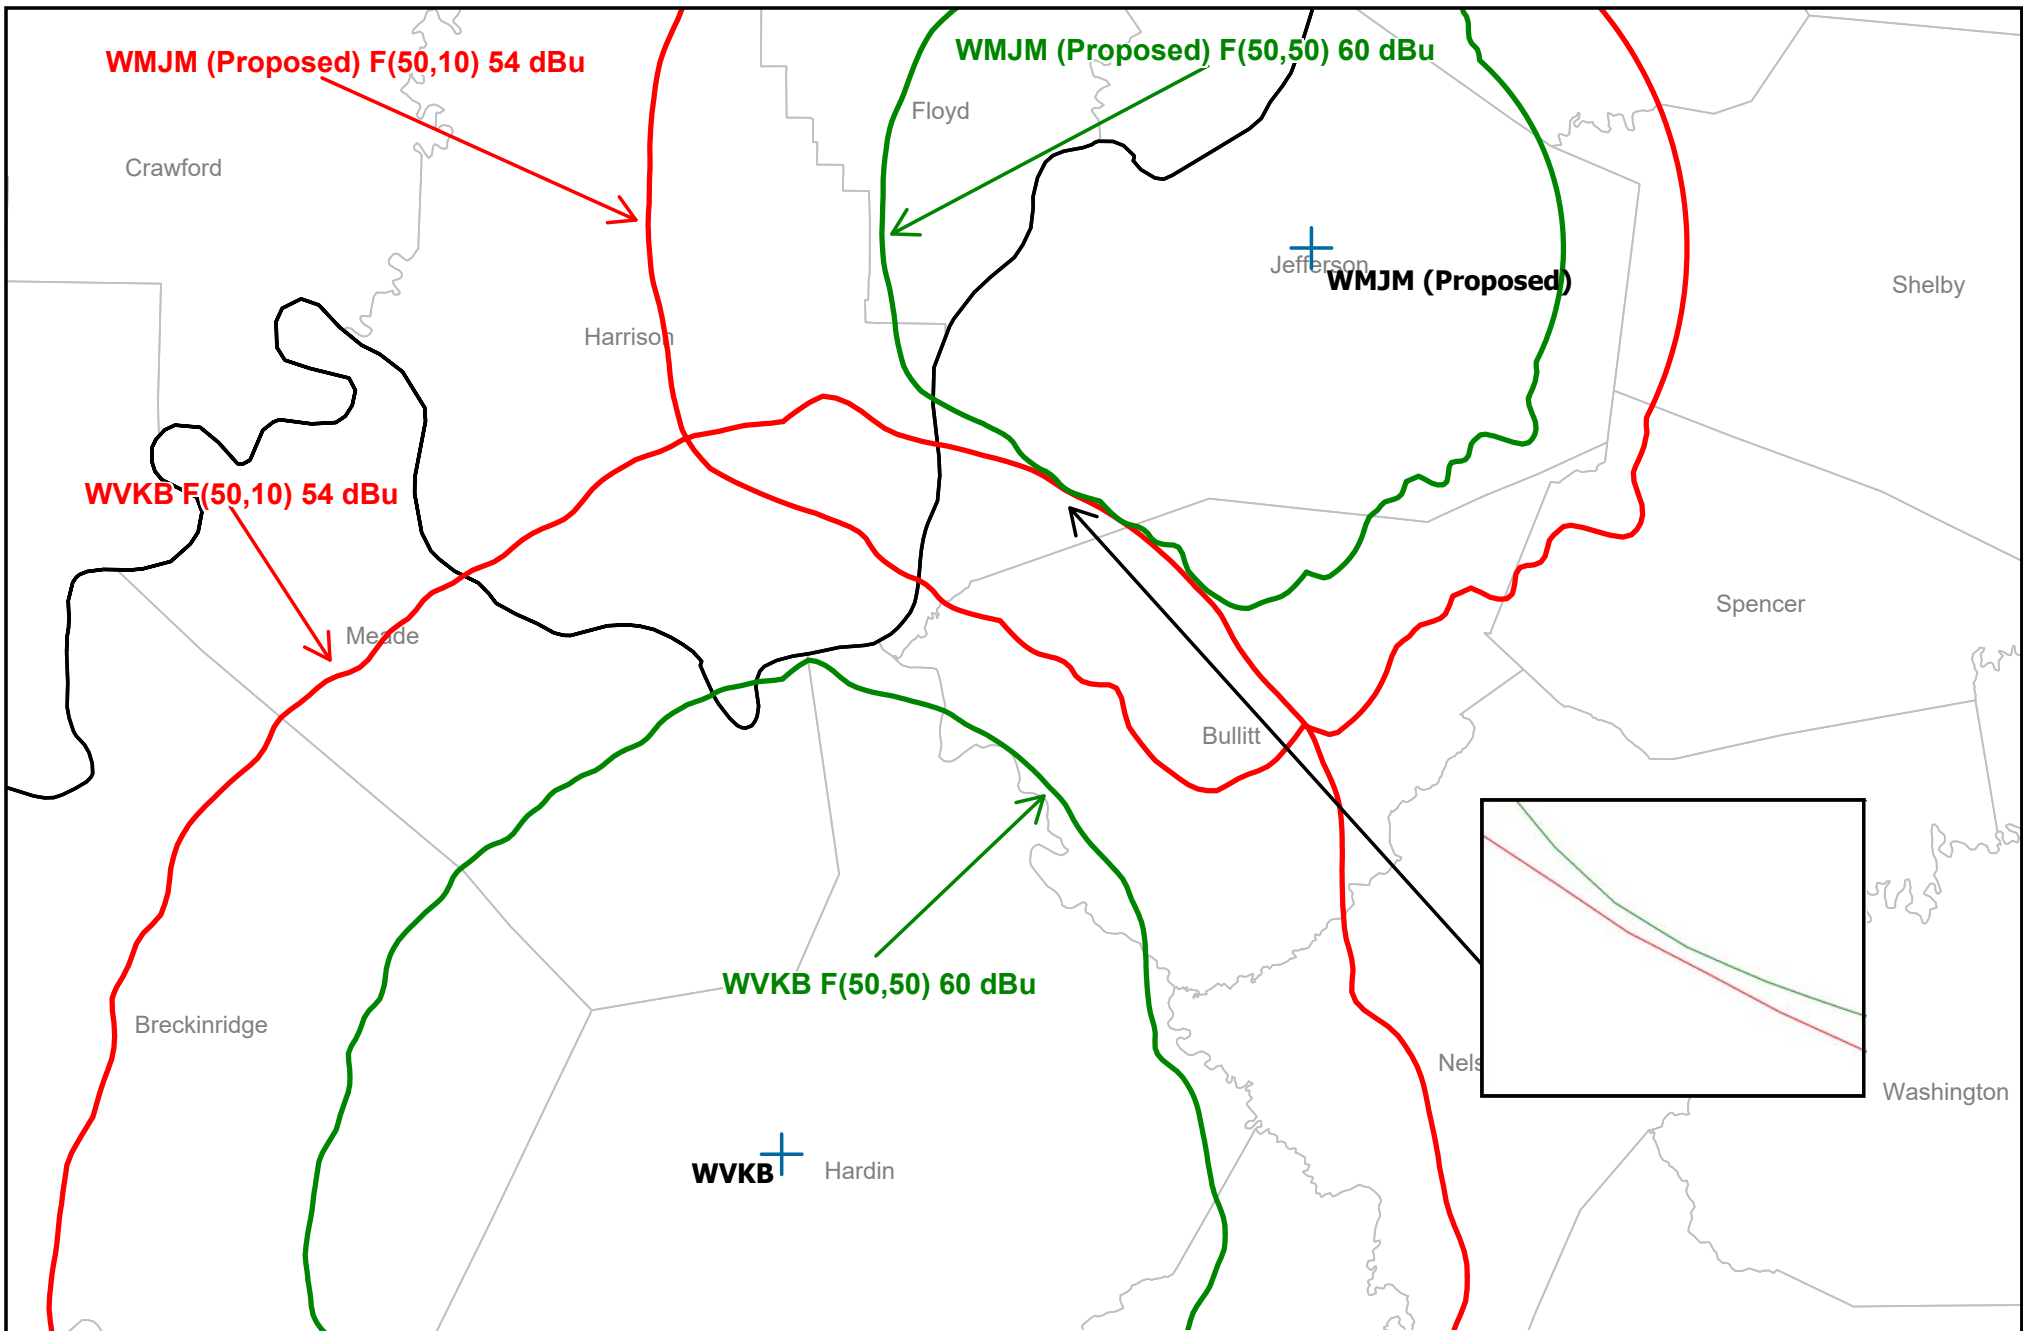 WMJM (Proposed) F(50,10) 54 dBu
WMJM (Proposed) F(50,50) 60 dBu
Floyd
Crawford
Jefferson
WMJM (Proposed)
Shelby
Harrison
WVKB F(50,10) 54 dBu
Meade
Spencer
Bullitt
WVKB F(50,50) 60 dBu
Breckinridge
Nels
Washington
WVKB
Hardin